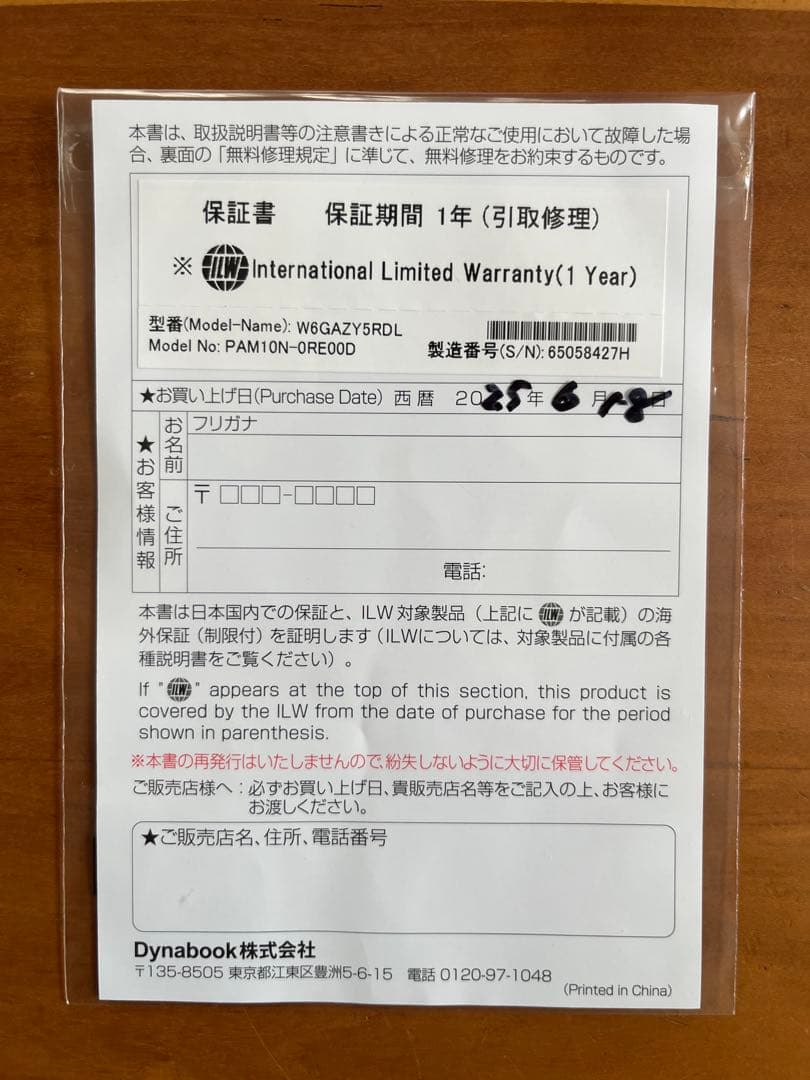 本書は、取扱説明書等の注意書きによる正常なご使用において故障した場
合、裏面の「無料修理規定」に準じて、無料修理をお約束するものです。
保証書 保証期間 1年 (引取修理)
※ ILW International Limited Warranty(1 Year)
型番(Model-Name): W6GAZY5RDL
Model No: PAM10N-0RE00D
製造番号(S/N): 65058427H
★お買い上げ日(Purchase Date) 西暦 2025年 6月18日
★お客様情報
お名前
フリガナ
ご住所
〒□□□-□□□□
電話:
本書は日本国内での保証と、ILW 対象製品（上記に ILW が記載）の海
外保証（制限付）を証明します（ILWについては、対象製品に付属の各
種説明書をご覧ください）。
If "ILW" appears at the top of this section, this product is
covered by the ILW from the date of purchase for the period
shown in parenthesis.
※本書の再発行はいたしませんので、紛失しないように大切に保管してください。
ご販売店様へ：必ずお買い上げ日、貴販売店名等をご記入の上、お客様に
お渡しください。
★ご販売店名、住所、電話番号
Dynabook株式会社
〒135-8505 東京都江東区豊洲5-6-15 電話 0120-97-1048
(Printed in China)